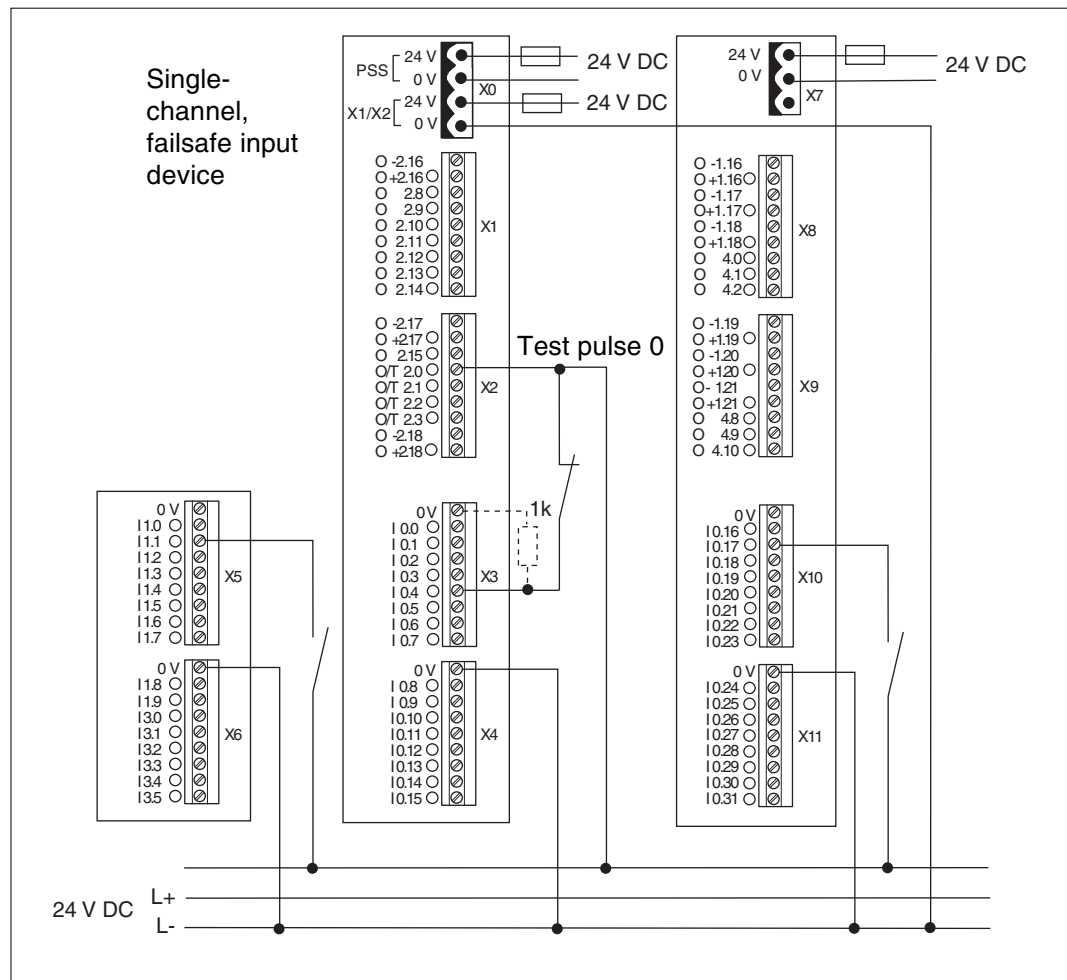 Single-
channel,
failsafe input
device
PSS
24 V
0 V
X0
24 V DC
X1/X2
24 V
0 V
24 V DC
O -2.16
O +2.16
O 2.8
O 2.9
O 2.10
O 2.11
O 2.12
O 2.13
O 2.14
X1
O -2.17
O +2.17
O 2.15
O/T 2.0
O/T 2.1
O/T 2.2
O/T 2.3
O -2.18
O +2.18
X2
Test pulse 0
0 V
I 0.0
I 0.1
I 0.2
I 0.3
I 0.4
I 0.5
I 0.6
I 0.7
X3
1k
0 V
I 0.8
I 0.9
I 0.10
I 0.11
I 0.12
I 0.13
I 0.14
I 0.15
X4
0 V
I 1.0
I 1.1
I 1.2
I 1.3
I 1.4
I 1.5
I 1.6
I 1.7
X5
0 V
I 1.8
I 1.9
I 3.0
I 3.1
I 3.2
I 3.3
I 3.4
I 3.5
X6
24 V
0 V
X7
24 V DC
O -1.16
O +1.16
O -1.17
O +1.17
O -1.18
O +1.18
O 4.0
O 4.1
O 4.2
X8
O -1.19
O +1.19
O -1.20
O +1.20
O- 1.21
O +1.21
O 4.8
O 4.9
O 4.10
X9
0 V
I 0.16
I 0.17
I 0.18
I 0.19
I 0.20
I 0.21
I 0.22
I 0.23
X10
0 V
I 0.24
I 0.25
I 0.26
I 0.27
I 0.28
I 0.29
I 0.30
I 0.31
X11
24 V DC
L+
L-